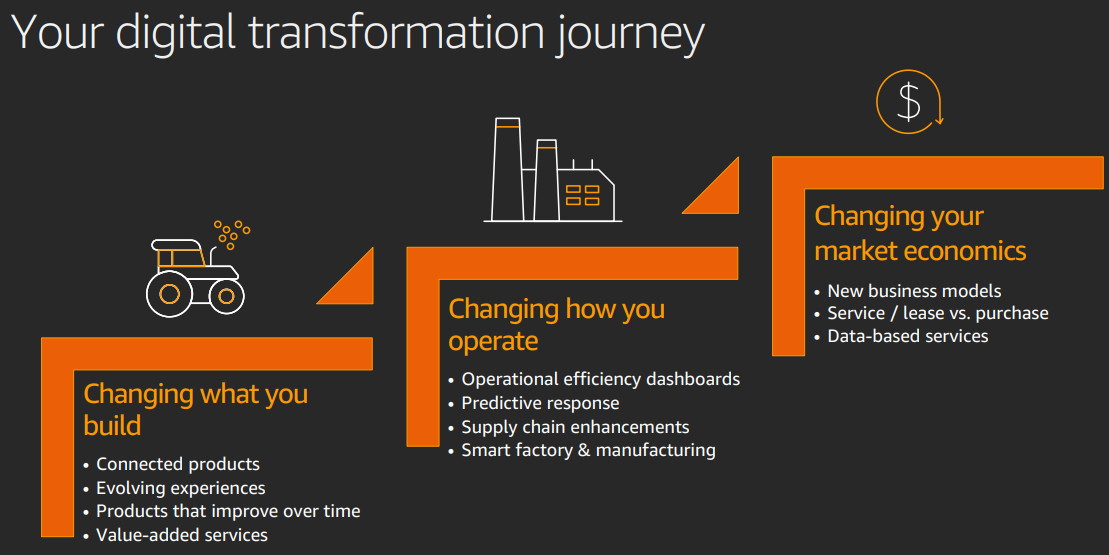 Your digital transformation journey
$
Changing what you
build
• Connected products
• Evolving experiences
• Products that improve over time
• Value-added services
Changing how you
operate
• Operational efficiency dashboards
• Predictive response
• Supply chain enhancements
• Smart factory & manufacturing
Changing your
market economics
• New business models
• Service / lease vs. purchase
• Data-based services